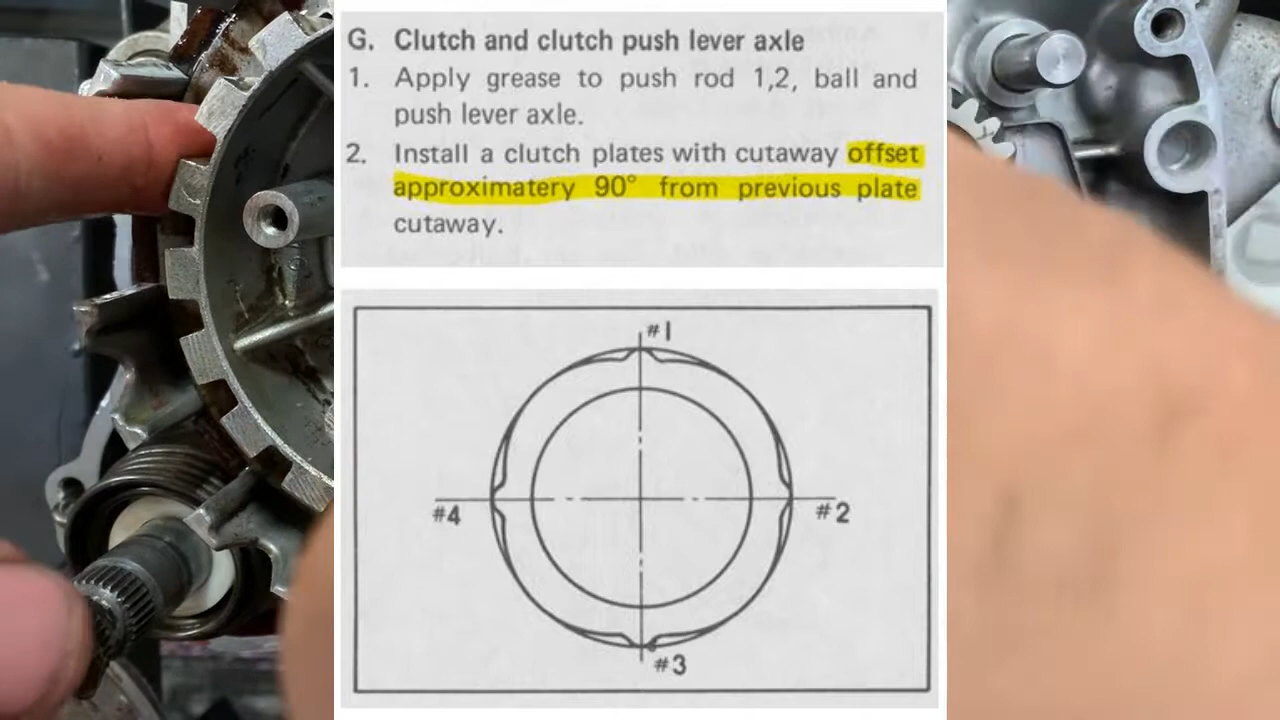 G. Clutch and clutch push lever axle
1. Apply grease to push rod 1,2, ball and
push lever axle.
2. Install a clutch plates with cutaway offset
approximatery 90° from previous plate
cutaway.
#1
#4
#2
#3